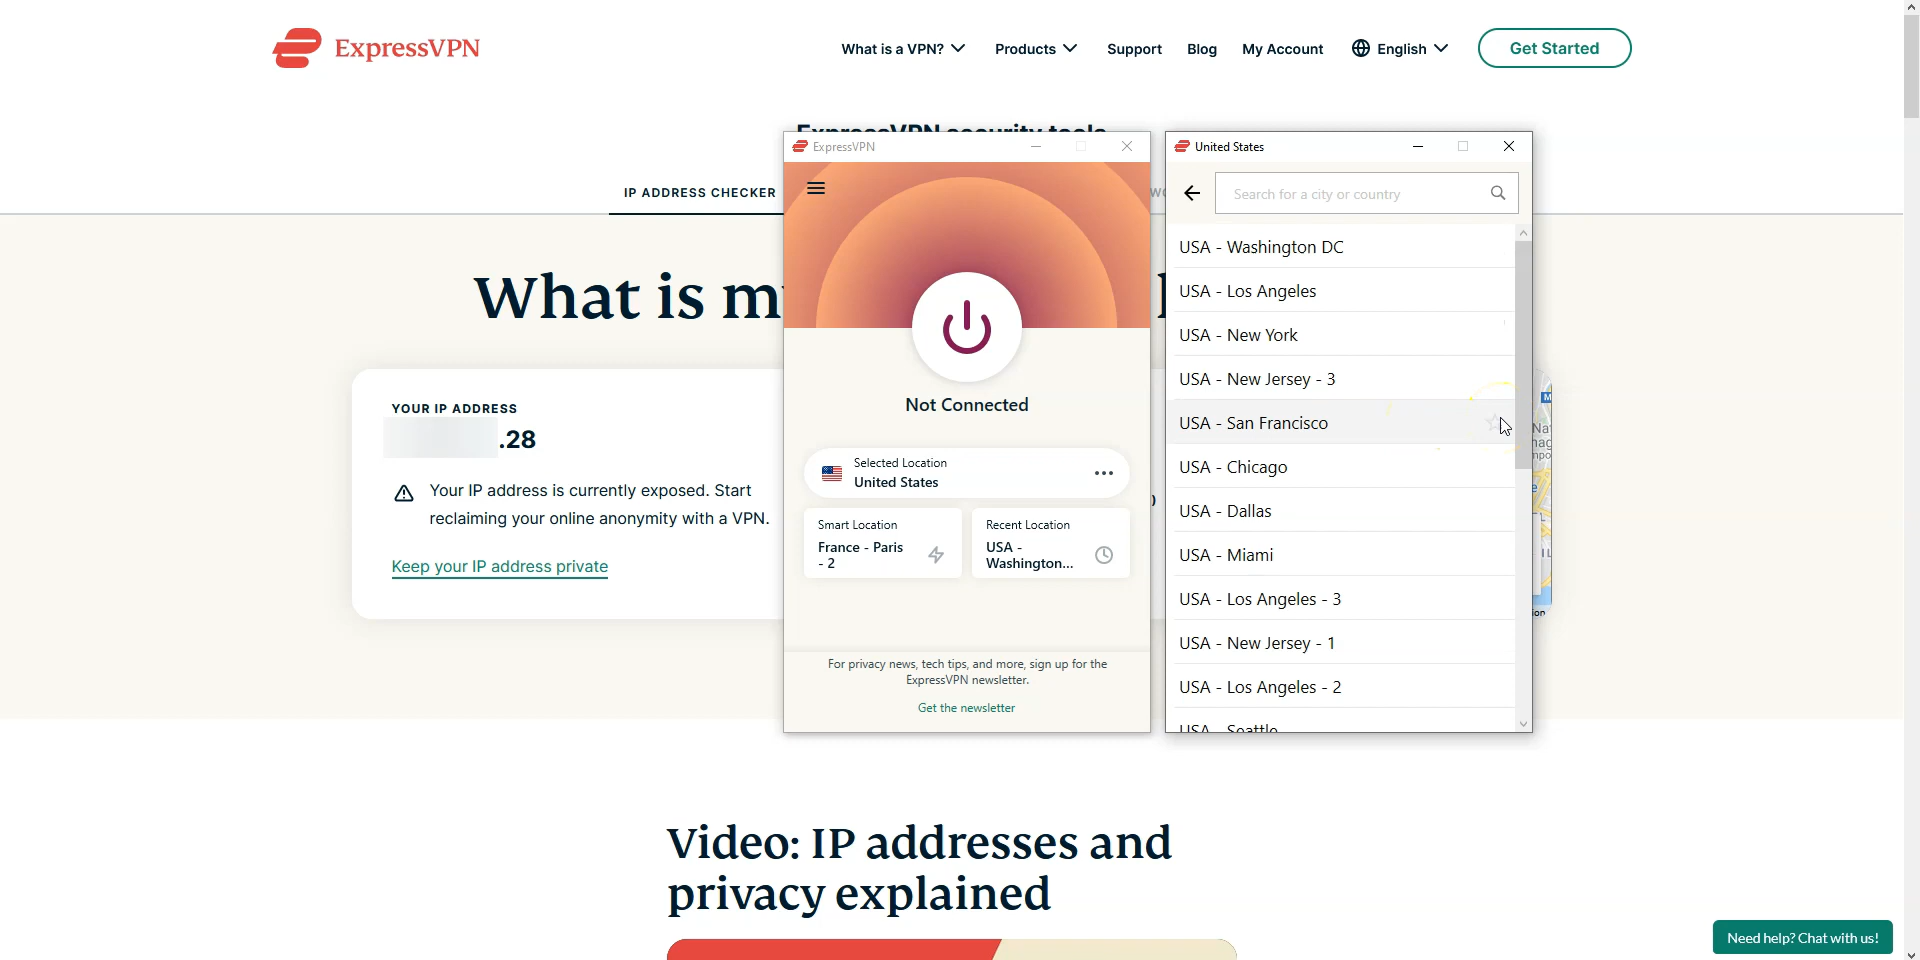 ExpressVPN
What is a VPN?
Products
Support
Blog
My Account
English
Get Started
ExpressVPN security tools
IP ADDRESS CHECKER
What is m
YOUR IP ADDRESS
.28
Your IP address is currently exposed. Start
reclaiming your online anonymity with a VPN.
Keep your IP address private
ExpressVPN
Not Connected
Selected Location
United States
Smart Location
France - Paris
- 2
Recent Location
USA -
Washington...
For privacy news, tech tips, and more, sign up for the
ExpressVPN newsletter.
Get the newsletter
United States
Search for a city or country
USA - Washington DC
USA - Los Angeles
USA - New York
USA - New Jersey - 3
USA - San Francisco
USA - Chicago
USA - Dallas
USA - Miami
USA - Los Angeles - 3
USA - New Jersey - 1
USA - Los Angeles - 2
USA - Seattle
Video: IP addresses and
privacy explained
Need help? Chat with us!